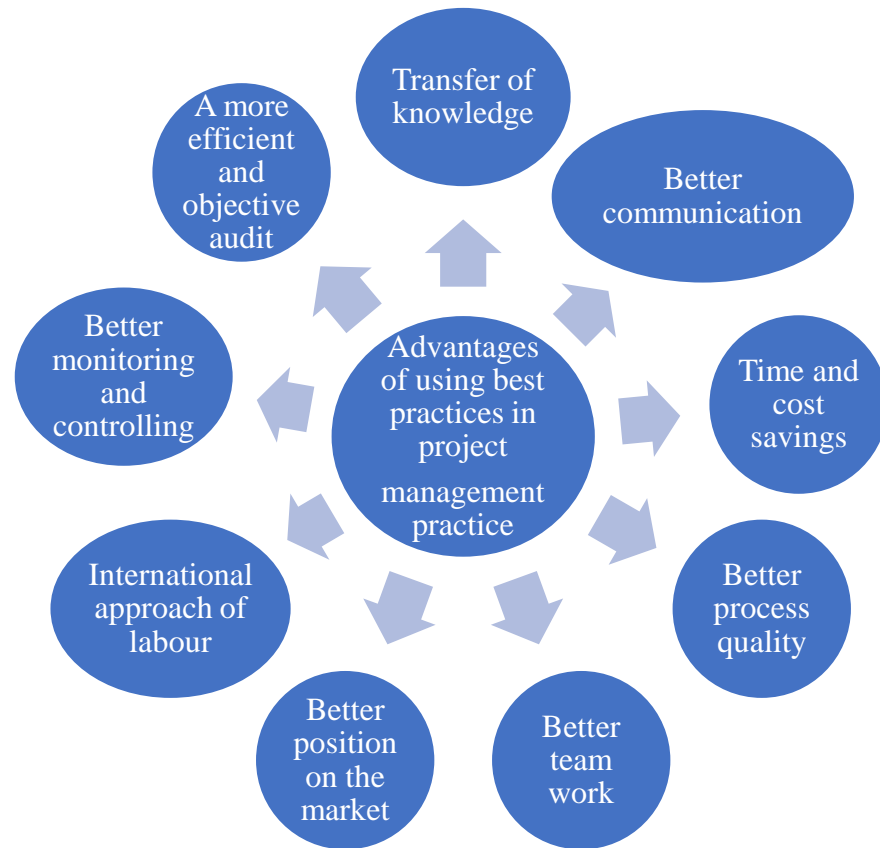 Transfer of
knowledge
Better
communication
Time and
cost
savings
Better
process
quality
Better
team
work
Better
position
on the
market
International
approach of
labour
Better
monitoring
and
controlling
A more
efficient
and
objective
audit
Advantages
of using best
practices in
project
management
practice